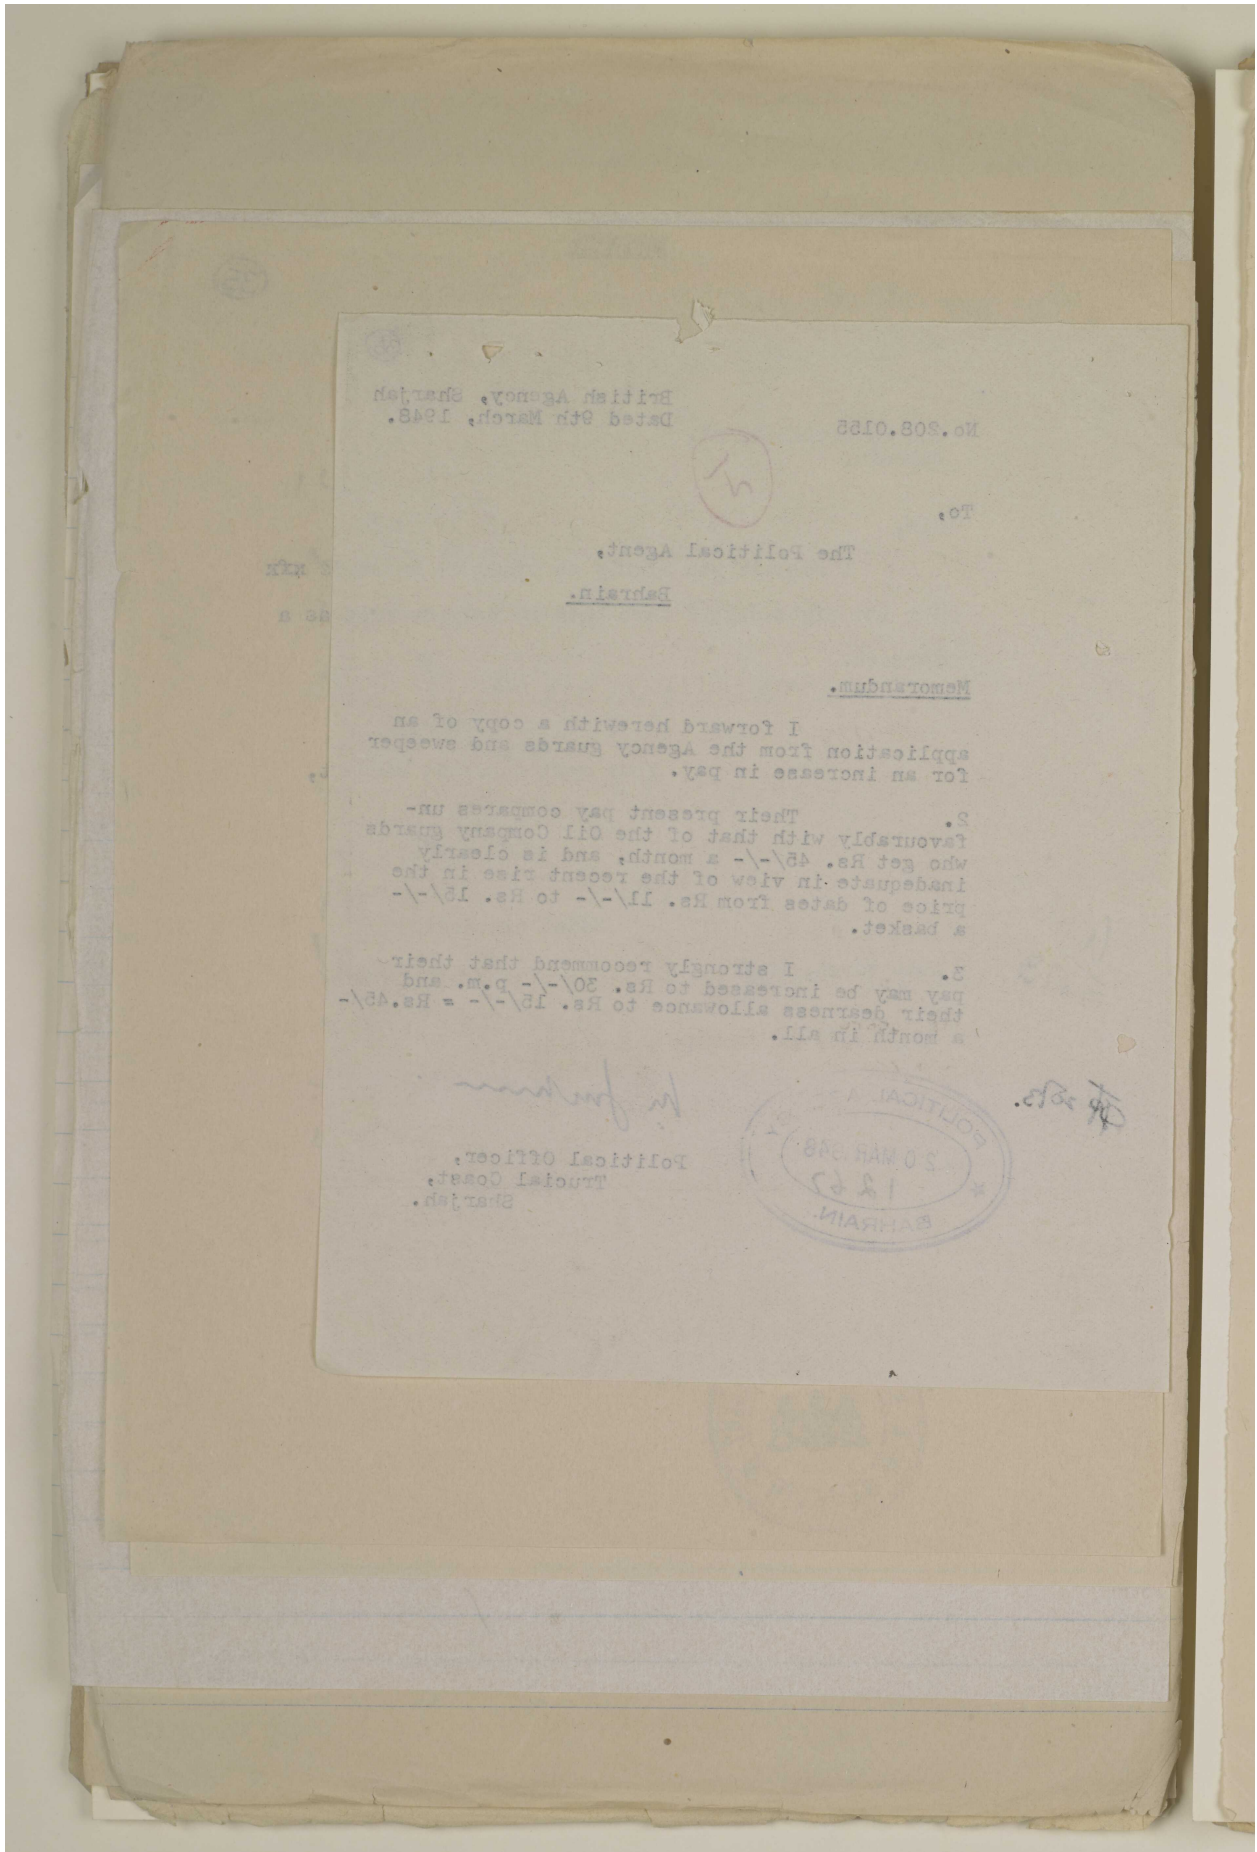 British Agency, Sharjah
Dated 9th March, 1948.
No.208.0155
To,
The Political Agent,
Bahrain.
Memorandum.
I forward herewith a copy of an
application from the Agency guards and sweeper
for an increase in pay.
2. Their present pay compares un-
favourably with that of the Oil Company guards
who get Rs. 45/-/- a month, and is clearly
inadequate in view of the recent rise in the
price of dates from Rs. 11/-/- to Rs. 15/-/-
a basket.
3. I strongly recommend that their
pay may be increased to Rs. 30/-/- p.m. and
their dearness allowance to Rs. 15/-/- = Rs.45/-/-
a month in all.
Political Officer,
Trucial Coast,
Sharjah.
POLITICAL AGENCY
20 MAR 1948
1267
BAHRAIN.